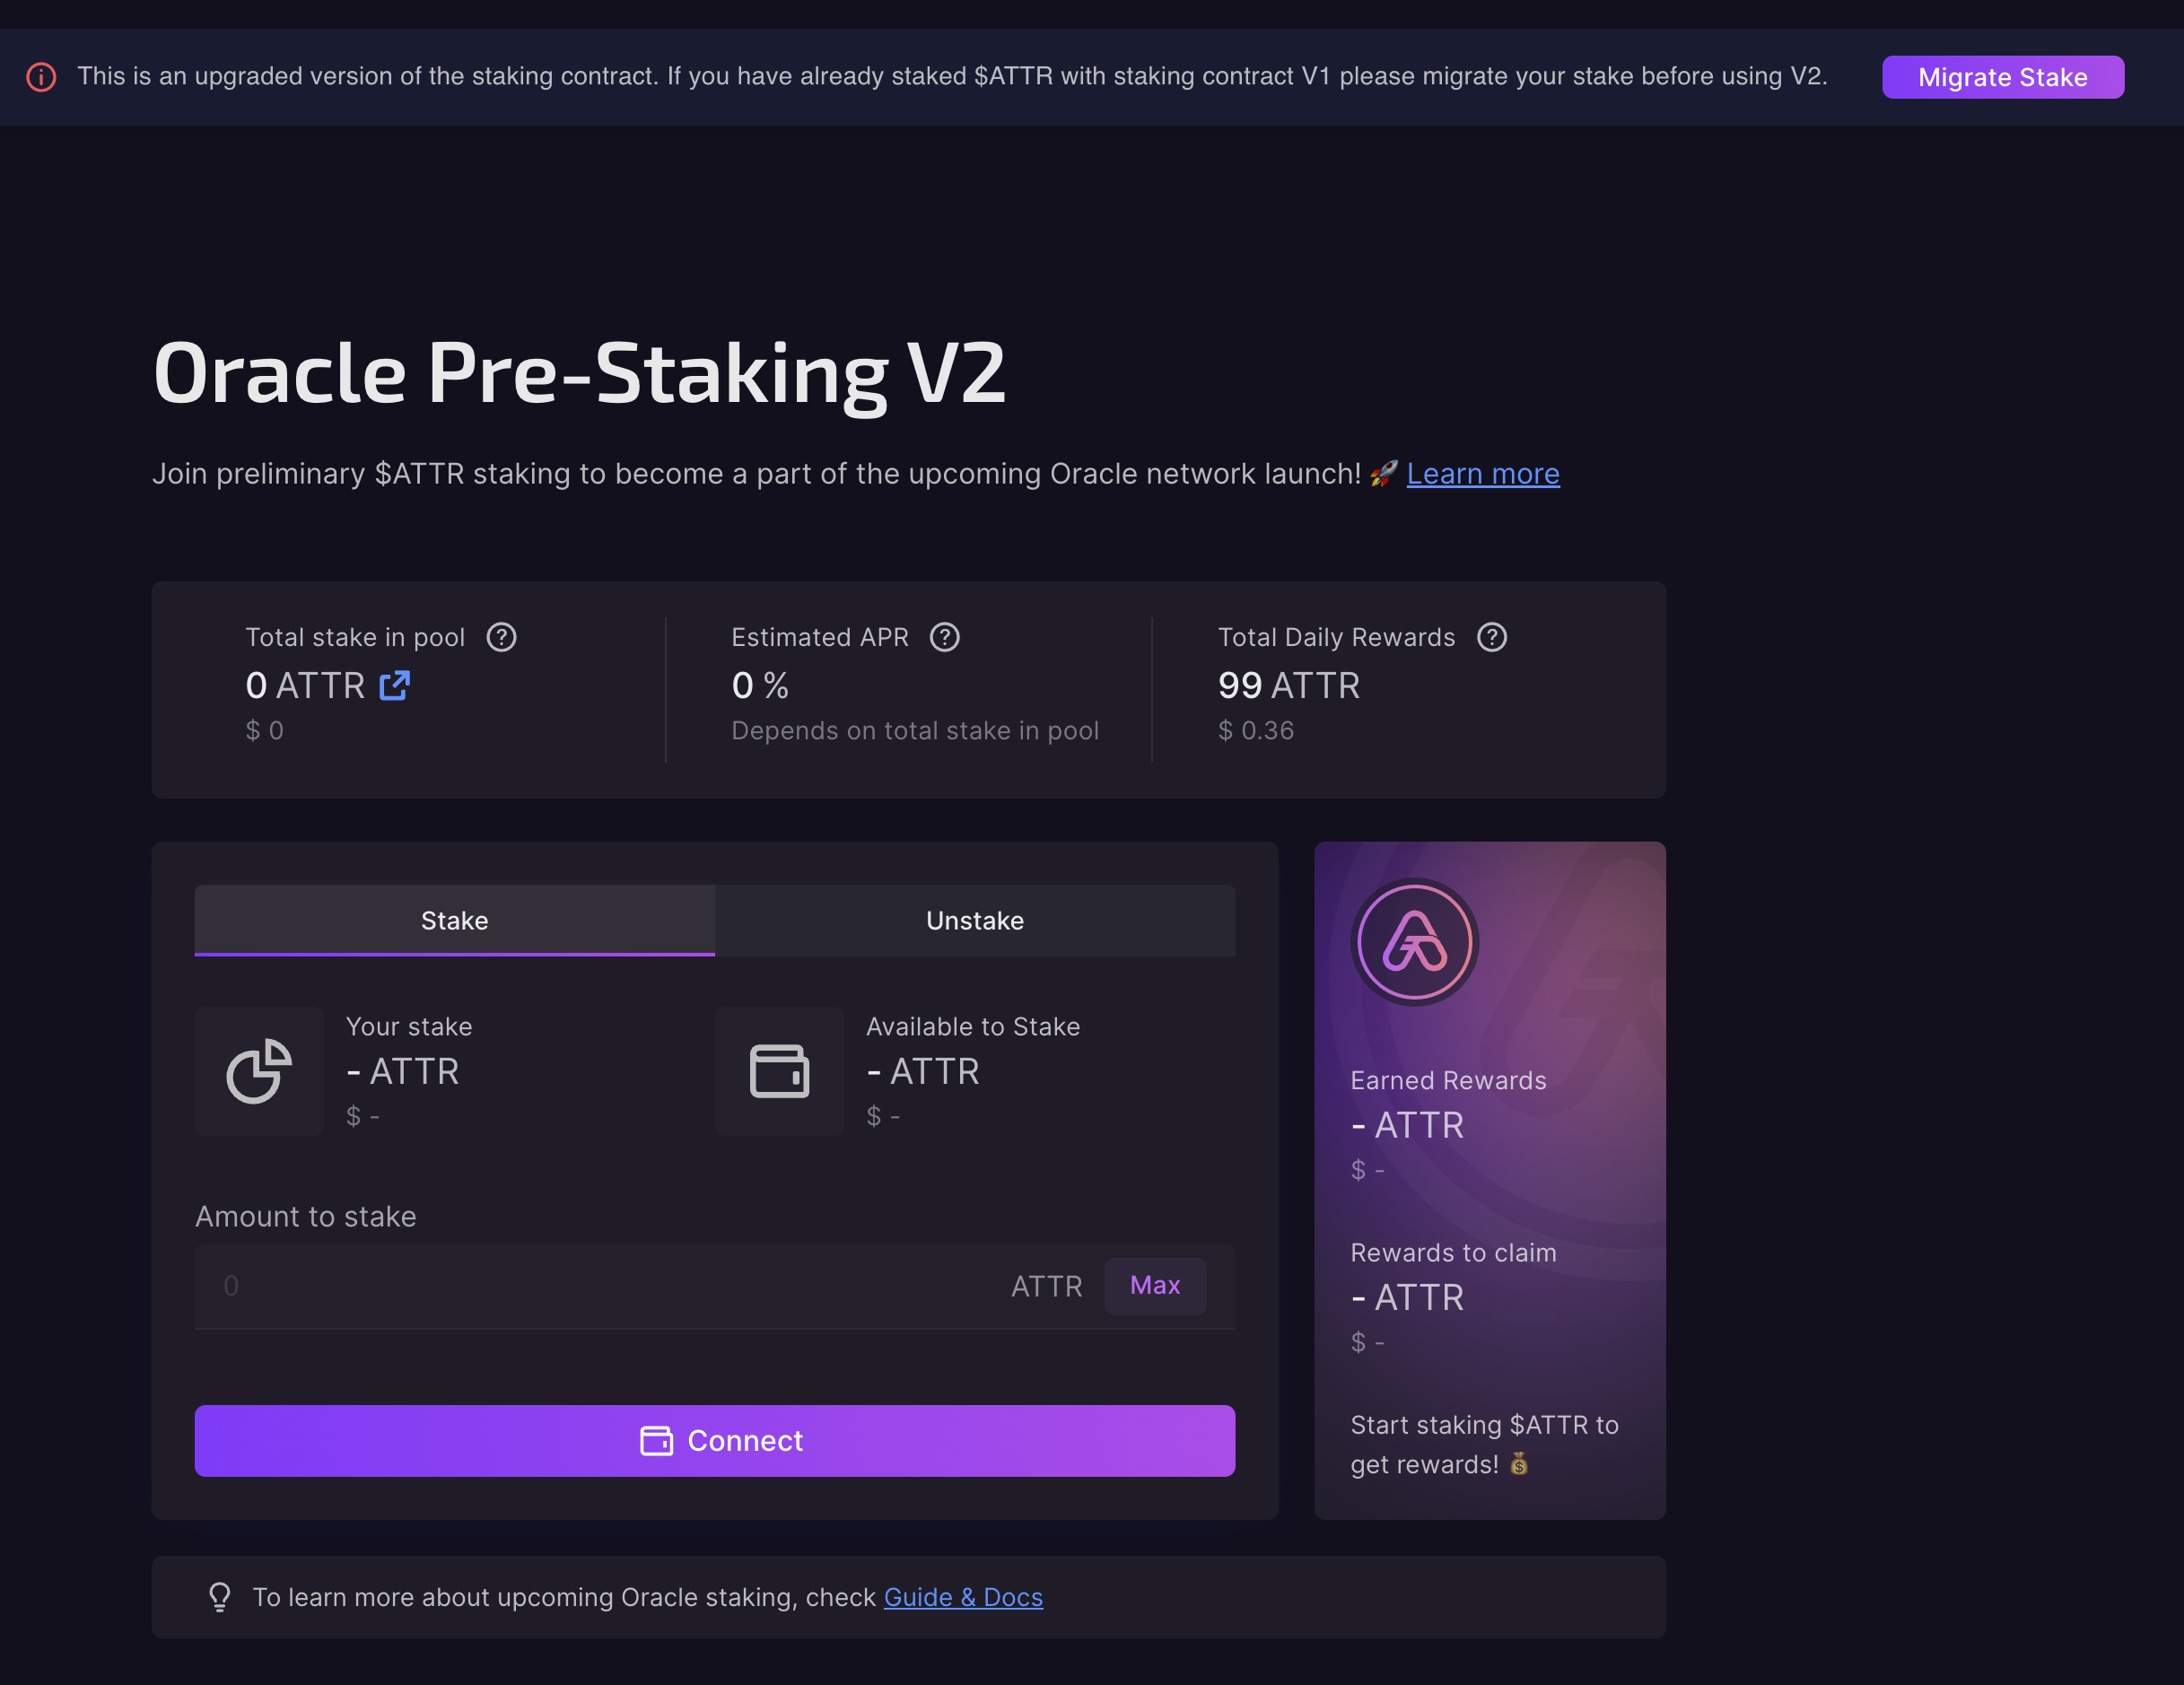 This is an upgraded version of the staking contract. If you have already staked $ATTR with staking contract V1 please migrate your stake before using V2.
Migrate Stake
Oracle Pre-Staking V2
Join preliminary $ATTR staking to become a part of the upcoming Oracle network launch! 🚀 Learn more
Total stake in pool
0 ATTR
$ 0
Estimated APR
0 %
Depends on total stake in pool
Total Daily Rewards
99 ATTR
$ 0.36
Stake
Unstake
Your stake
- ATTR
$ -
Available to Stake
- ATTR
$ -
Amount to stake
0
ATTR
Max
Connect
Earned Rewards
- ATTR
$ -
Rewards to claim
- ATTR
$ -
Start staking $ATTR to
get rewards! 💰
To learn more about upcoming Oracle staking, check Guide & Docs